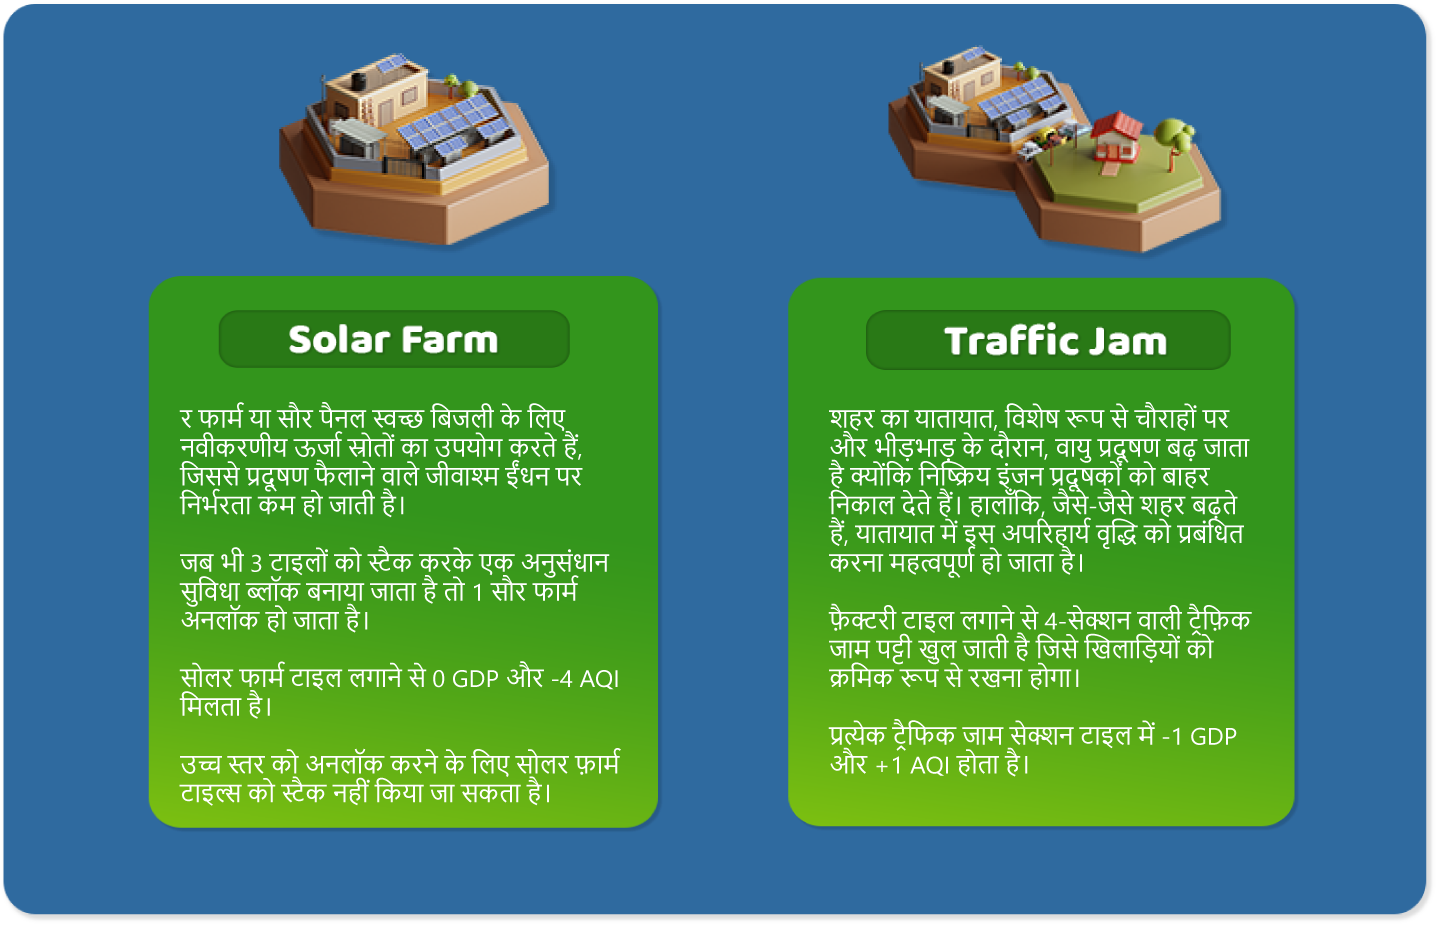 Solar Farm
र फार्म या सौर पैनल स्वच्छ बिजली के लिए
नवीकरणीय ऊर्जा स्रोतों का उपयोग करते हैं,
जिससे प्रदूषण फैलाने वाले जीवाश्म ईंधन पर
निर्भरता कम हो जाती है।
जब भी 3 टाइलों को स्टैक करके एक अनुसंधान
सुविधा ब्लॉक बनाया जाता है तो 1 सौर फार्म
अनलॉक हो जाता है।
सोलर फार्म टाइल लगाने से 0 GDP और -4 AQI
मिलता है।
उच्च स्तर को अनलॉक करने के लिए सोलर फ़ार्म
टाइल्स को स्टैक नहीं किया जा सकता है।
Traffic Jam
शहर का यातायात, विशेष रूप से चौराहों पर
और भीड़भाड़ के दौरान, वायु प्रदूषण बढ़ जाता
है क्योंकि निष्क्रिय इंजन प्रदूषकों को बाहर
निकाल देते हैं। हालाँकि, जैसे-जैसे शहर बढ़ते
हैं, यातायात में इस अपरिहार्य वृद्धि को प्रबंधित
करना महत्वपूर्ण हो जाता है।
फ़ैक्टरी टाइल लगाने से 4-सेक्शन वाली ट्रैफ़िक
जाम पट्टी खुल जाती है जिसे खिलाड़ियों को
क्रमिक रूप से रखना होगा।
प्रत्येक ट्रैफिक जाम सेक्शन टाइल में -1 GDP
और +1 AQI होता है।